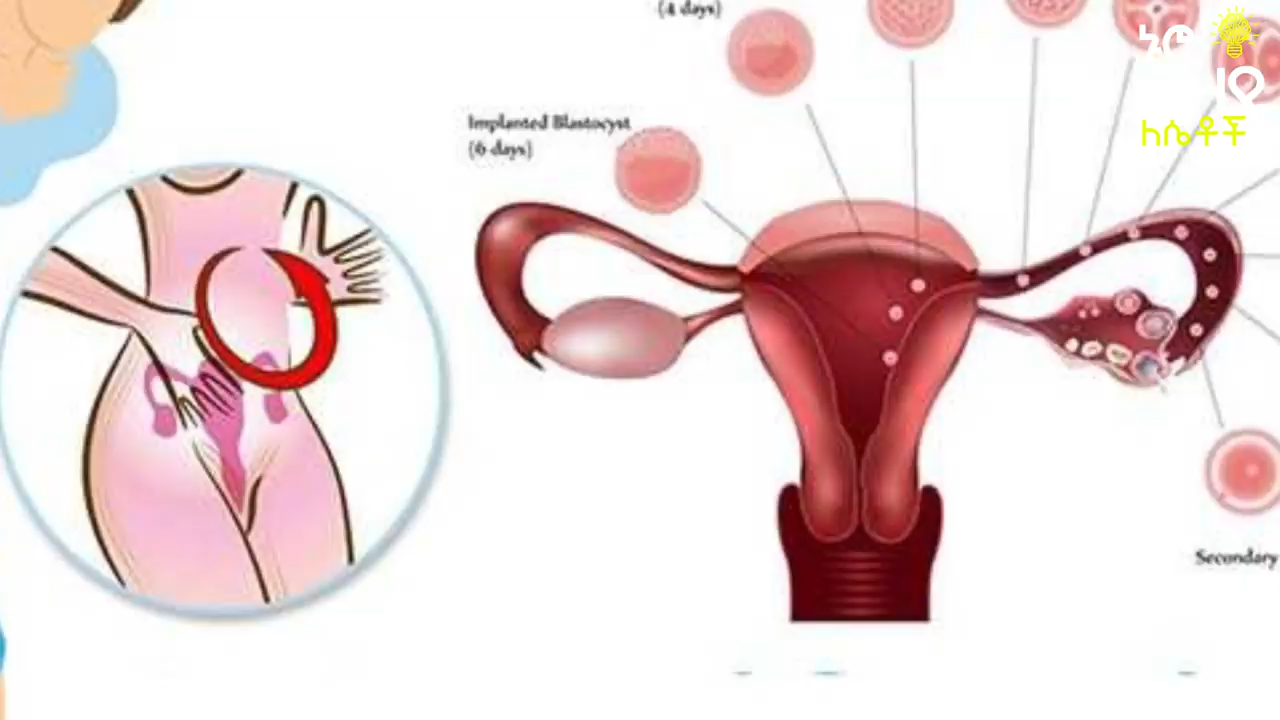 (4 days)
Implanted Blastocyst
(6 days)
ከሴቶች
Secondary